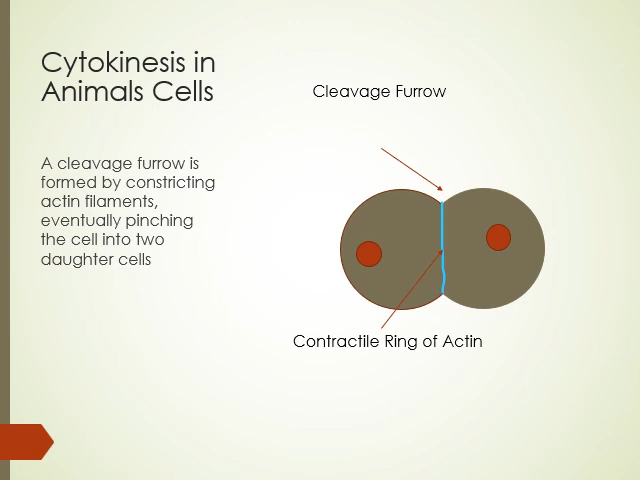 Cytokinesis in
Animals Cells
Cleavage Furrow
A cleavage furrow is
formed by constricting
actin filaments,
eventually pinching
the cell into two
daughter cells
Contractile Ring of Actin